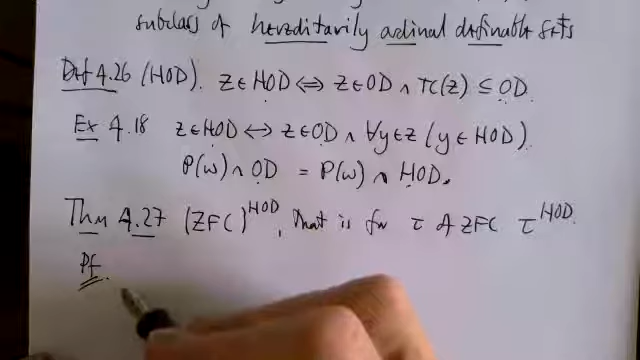 subclass of hereditarily ordinal definable sets
Def 4.26 (HOD). z∈HOD ⟺ z∈OD ∧ TC(z) ⊆ OD.
Ex 4.18 z∈HOD ↔ z∈OD ∧ ∀y∈z (y∈HOD).
P(ω) ∩ OD = P(ω) ∩ HOD.
Thm 4.27 (ZFC)^HOD, that is for τ A ZFC τ^HOD.
Pf.